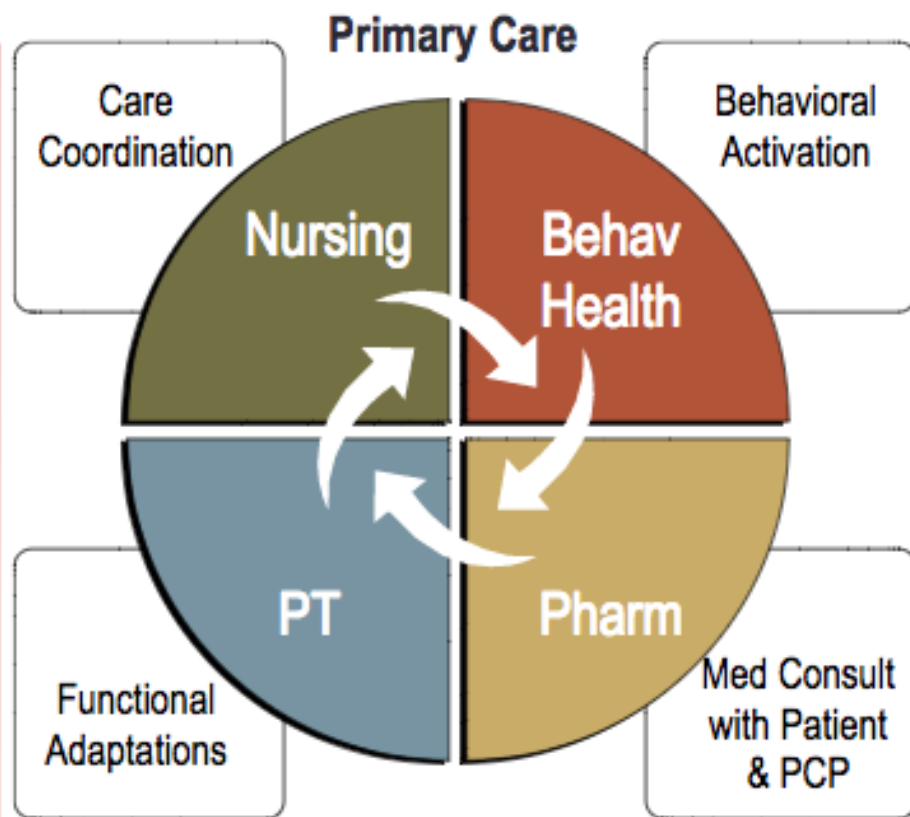 Primary Care
Care
Coordination
Behavioral
Activation
Nursing
Behav
Health
PT
Pharm
Functional
Adaptations
Med Consult
with Patient
& PCP